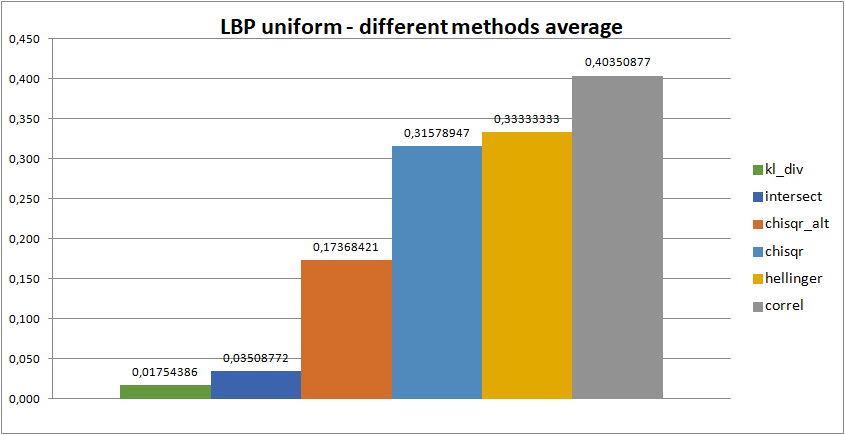 LBP uniform - different methods average
0,450
0,400
0,350
0,300
0,250
0,200
0,150
0,100
0,050
0,000
0,01754386
0,03508772
0,17368421
0,31578947
0,33333333
0,40350877
kl_div
intersect
chisqr_alt
chisqr
hellinger
correl